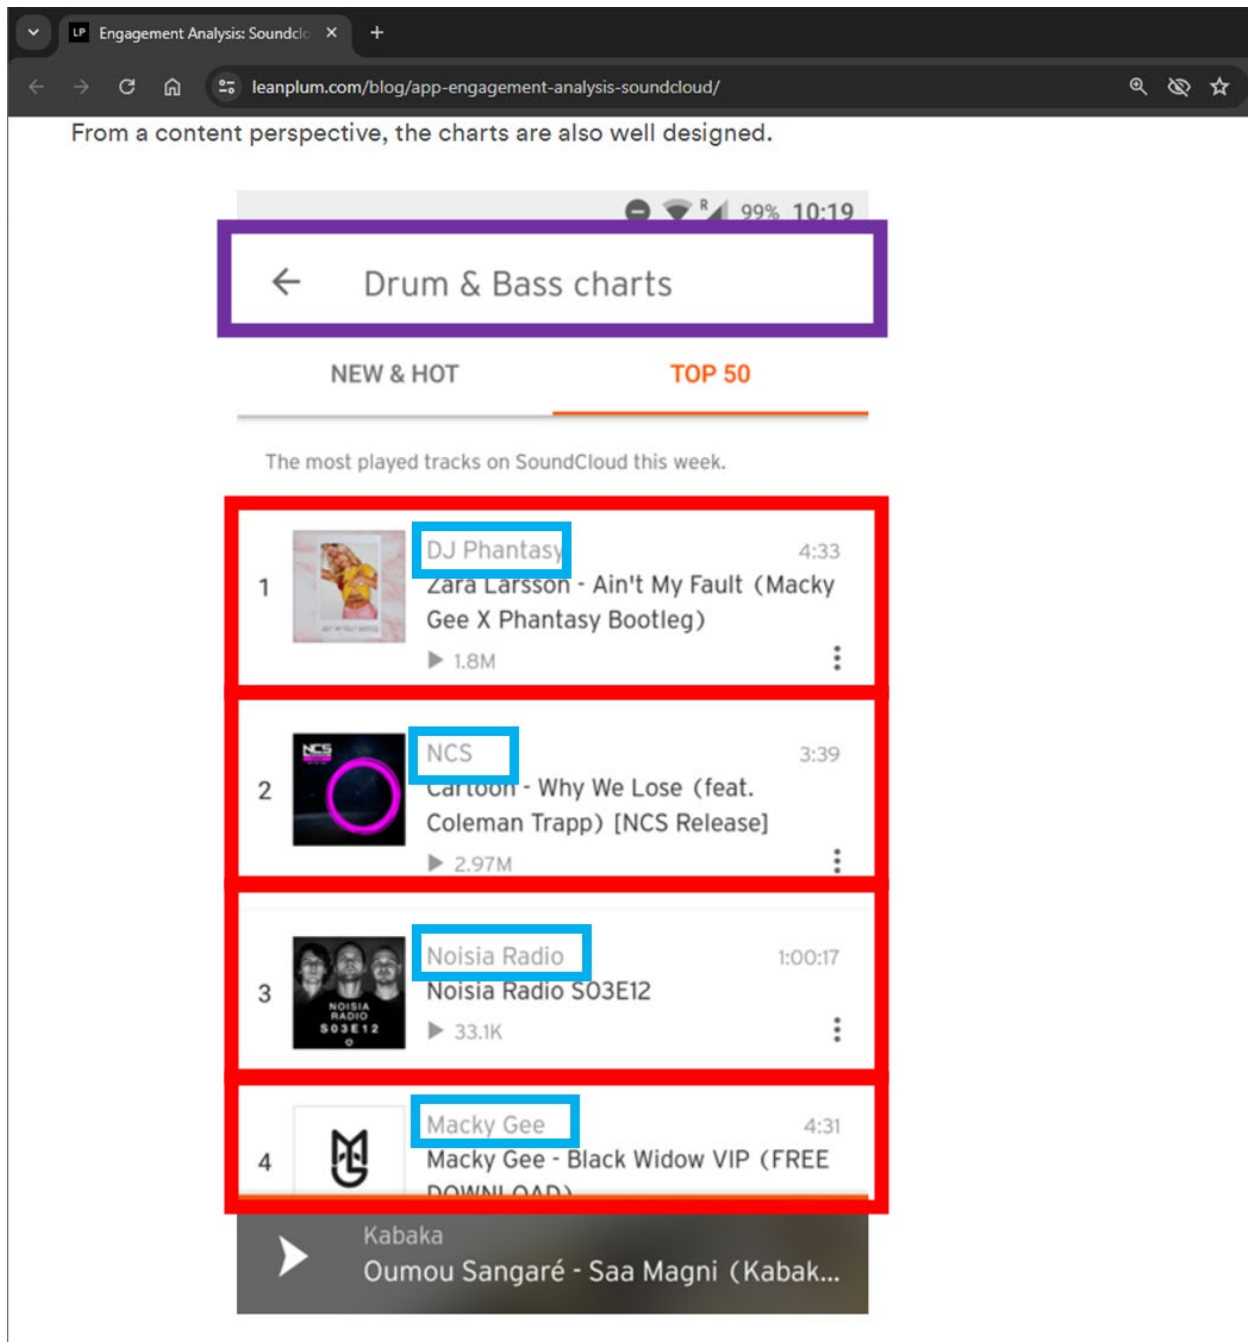 LP Engagement Analysis: Soundclo
leanplum.com/blog/app-engagement-analysis-soundcloud/
From a content perspective, the charts are also well designed.
R 99% 10:19
Drum & Bass charts
NEW & HOT TOP 50
The most played tracks on SoundCloud this week.
DJ Phantasy 4:33
1 Zara Larsson - Ain't My Fault (Macky
Gee X Phantasy Bootleg)
1.8M
NCS
NCS 3:39
2 Cartoon - Why We Lose (feat.
Coleman Trapp) [NCS Release]
2.97M
Noisia Radio 1:00:17
3 Noisia Radio S03E12
NOISIA
RADIO
S03E12
33.1K
Macky Gee 4:31
4 Macky Gee - Black Widow VIP (FREE
DOWNLOAD)
Kabaka
Oumou Sangaré - Saa Magni (Kabak...